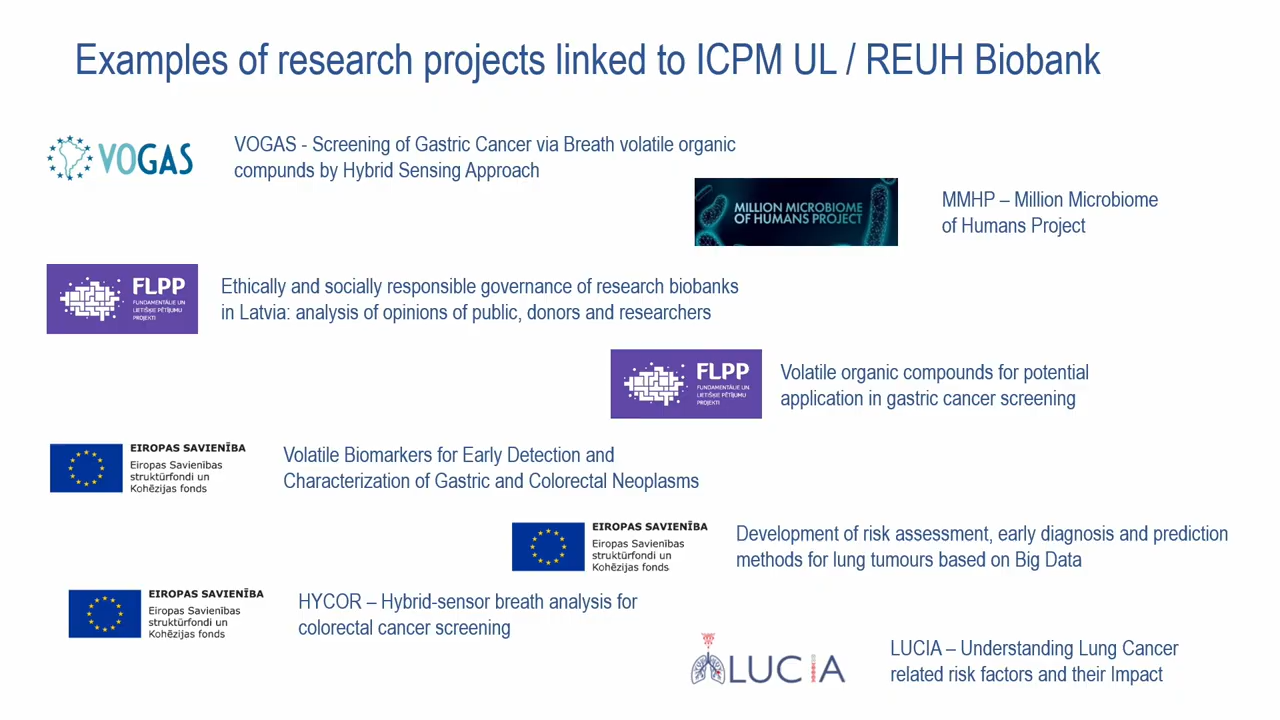 Examples of research projects linked to ICPM UL / REUH Biobank
VOGAS
VOGAS - Screening of Gastric Cancer via Breath volatile organic
compunds by Hybrid Sensing Approach
MILLION MICROBIOME
OF HUMANS PROJECT
MMHP – Million Microbiome
of Humans Project
FLPP
FUNDAMENTĀLIE UN
LIETIŠĶIE PĒTĪJUMU
PROJEKTI
Ethically and socially responsible governance of research biobanks
in Latvia: analysis of opinions of public, donors and researchers
FLPP
FUNDAMENTĀLIE UN
LIETIŠĶIE PĒTĪJUMU
PROJEKTI
Volatile organic compounds for potential
application in gastric cancer screening
EIROPAS SAVIENĪBA
Eiropas Savienības
struktūrfondi un
Kohēzijas fonds
Volatile Biomarkers for Early Detection and
Characterization of Gastric and Colorectal Neoplasms
EIROPAS SAVIENĪBA
Eiropas Savienības
struktūrfondi un
Kohēzijas fonds
Development of risk assessment, early diagnosis and prediction
methods for lung tumours based on Big Data
EIROPAS SAVIENĪBA
Eiropas Savienības
struktūrfondi un
Kohēzijas fonds
HYCOR – Hybrid-sensor breath analysis for
colorectal cancer screening
LUCIA
LUCIA – Understanding Lung Cancer
related risk factors and their Impact